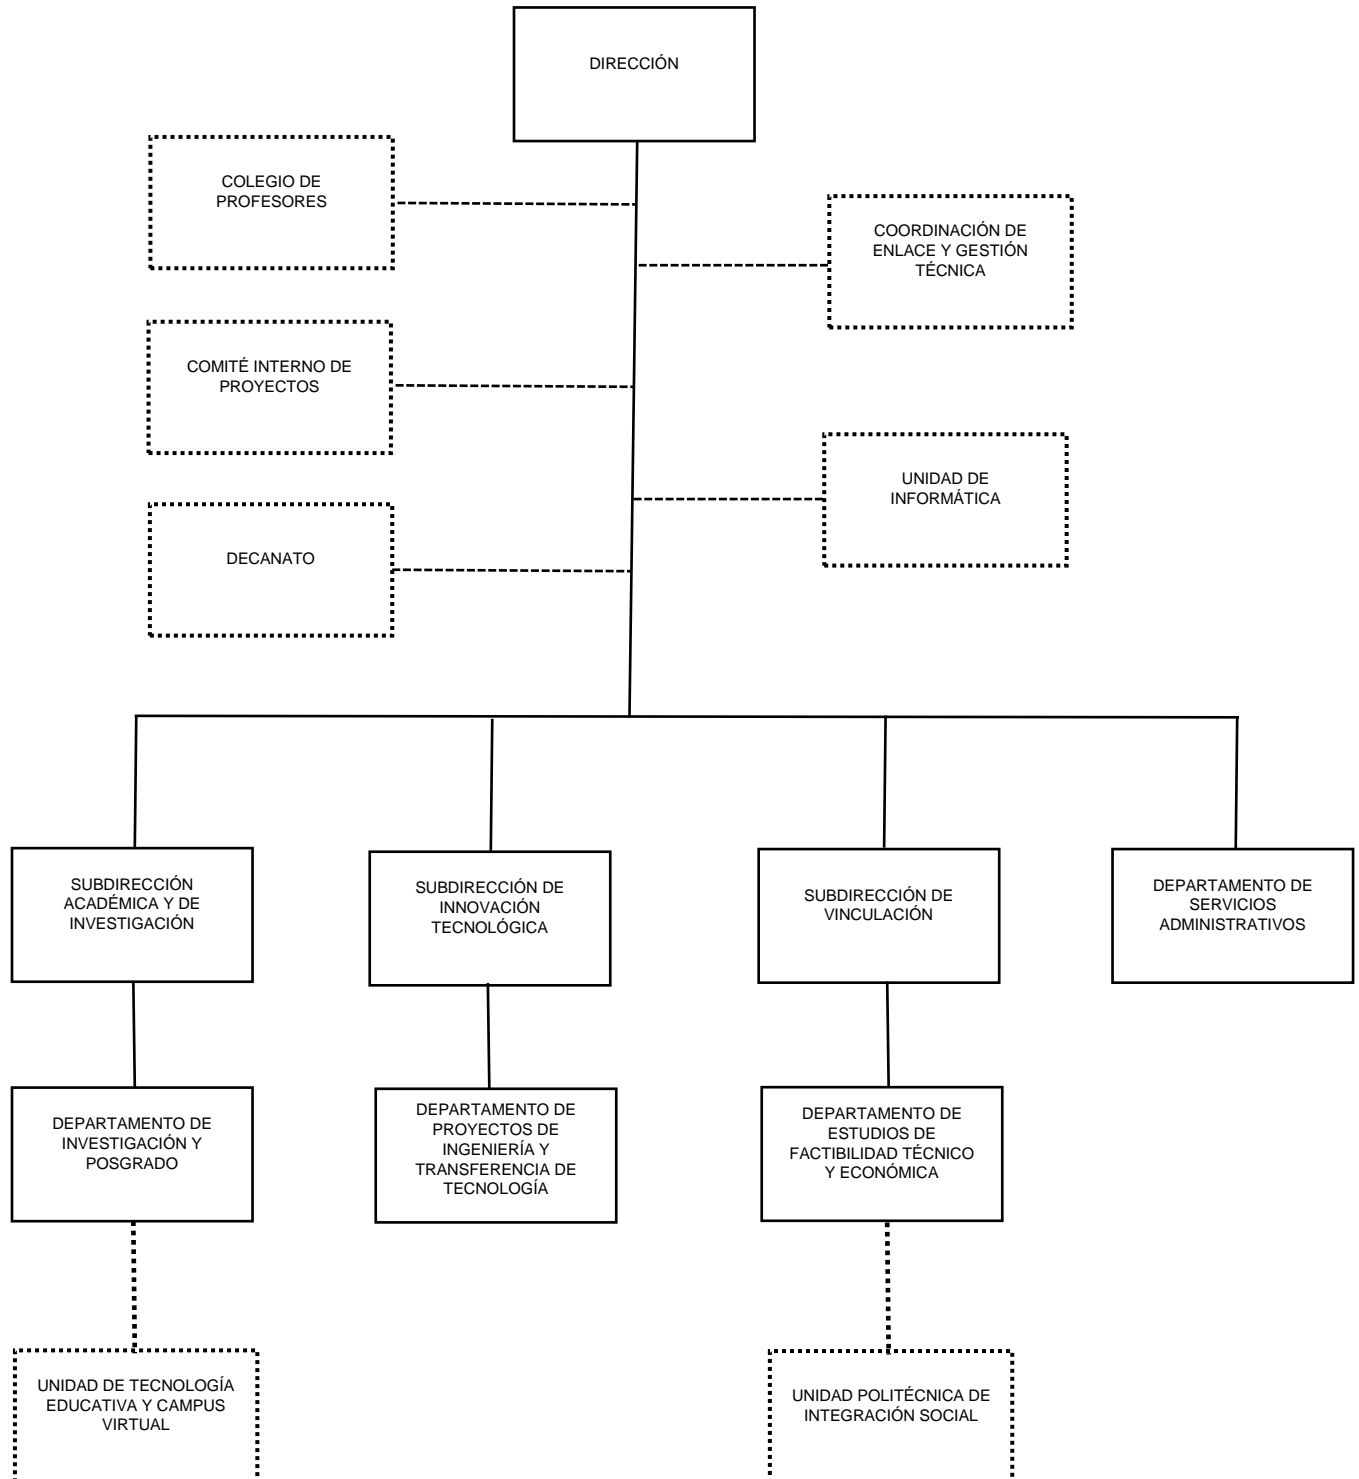 DIRECCIÓN
COLEGIO DE
PROFESORES
COORDINACIÓN DE
ENLACE Y GESTIÓN
TÉCNICA
COMITÉ INTERNO DE
PROYECTOS
UNIDAD DE
INFORMÁTICA
DECANATO
SUBDIRECCIÓN
ACADÉMICA Y DE
INVESTIGACIÓN
SUBDIRECCIÓN DE
INNOVACIÓN
TECNOLÓGICA
SUBDIRECCIÓN DE
VINCULACIÓN
DEPARTAMENTO DE
SERVICIOS
ADMINISTRATIVOS
DEPARTAMENTO DE
INVESTIGACIÓN Y
POSGRADO
DEPARTAMENTO DE
PROYECTOS DE
INGENIERÍA Y
TRANSFERENCIA DE
TECNOLOGÍA
DEPARTAMENTO DE
ESTUDIOS DE
FACTIBILIDAD TÉCNICO
Y ECONÓMICA
UNIDAD DE TECNOLOGÍA
EDUCATIVA Y CAMPUS
VIRTUAL
UNIDAD POLITÉCNICA DE
INTEGRACIÓN SOCIAL